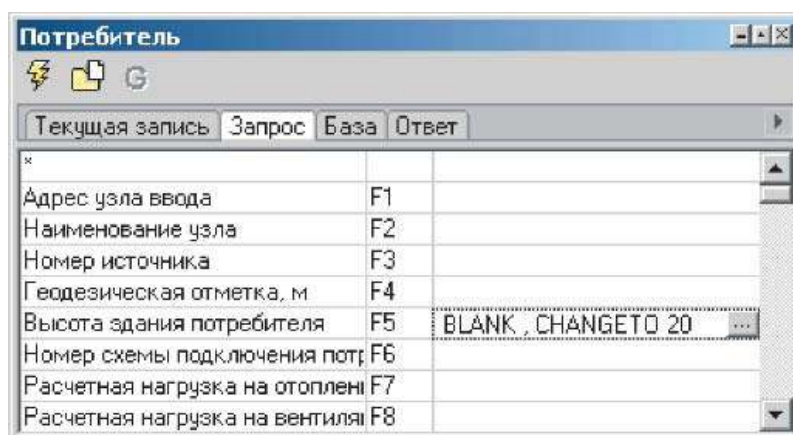 Потребитель
G
Текущая запись Запрос База Ответ
*
Адрес узла ввода F1
Наименование узла F2
Номер источника F3
Геодезическая отметка, м F4
Высота здания потребителя F5 BLANK , CHANGETO 20 ...
Номер схемы подключения потр F6
Расчетная нагрузка на отоплени F7
Расчетная нагрузка на вентиля F8